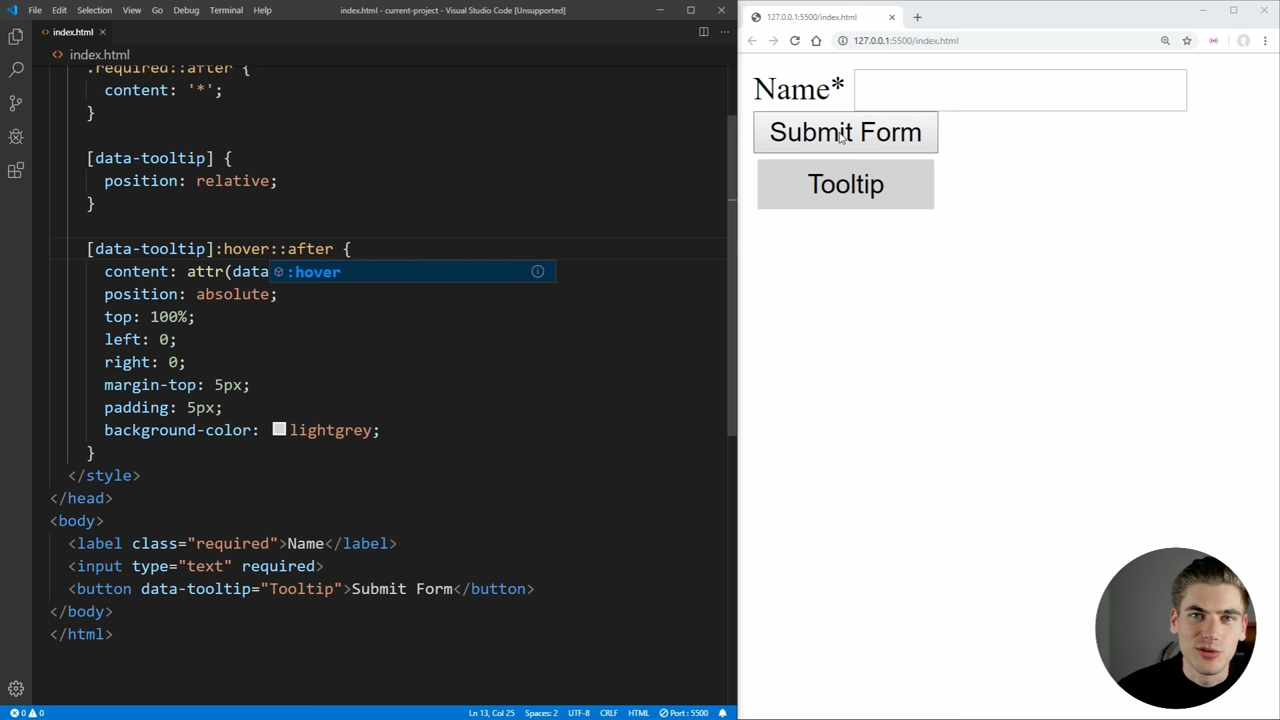 File Edit Selection View Go Debug Terminal Help
index.html - current-project - Visual Studio Code [Unsupported]
index.html
index.html
.required::after {
content: '*';
}
[data-tooltip] {
position: relative;
}
[data-tooltip]:hover::after {
content: attr(data
:hover
position: absolute;
top: 100%;
left: 0;
right: 0;
margin-top: 5px;
padding: 5px;
background-color: lightgrey;
}
</style>
</head>
<body>
<label class="required">Name</label>
<input type="text" required>
<button data-tooltip="Tooltip">Submit Form</button>
</body>
</html>
0 0
Ln 13, Col 25
Spaces: 2
UTF-8
CRLF
HTML
Port : 5500
127.0.0.1:5500/index.html
127.0.0.1:5500/index.html
Name*
Submit Form
Tooltip